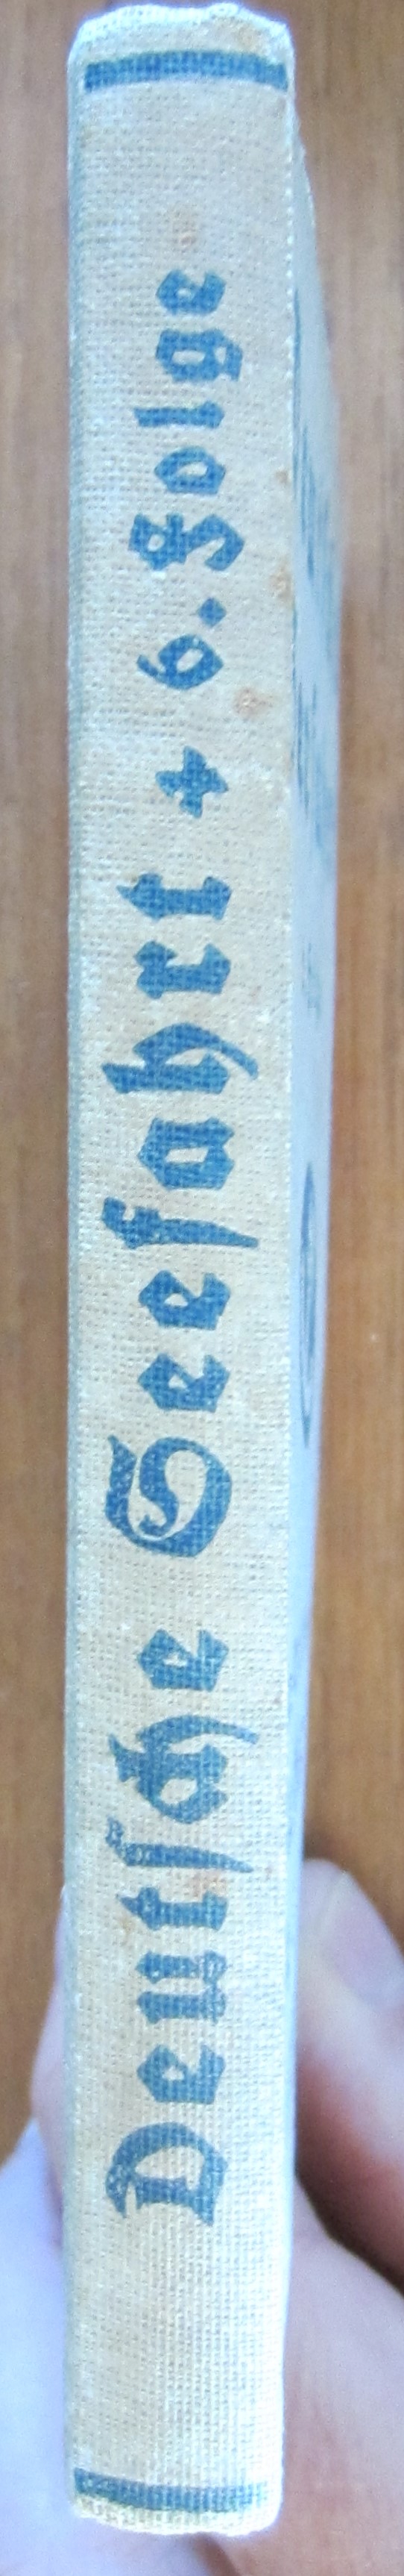 Deutsche Seefahrt + 6. Folge